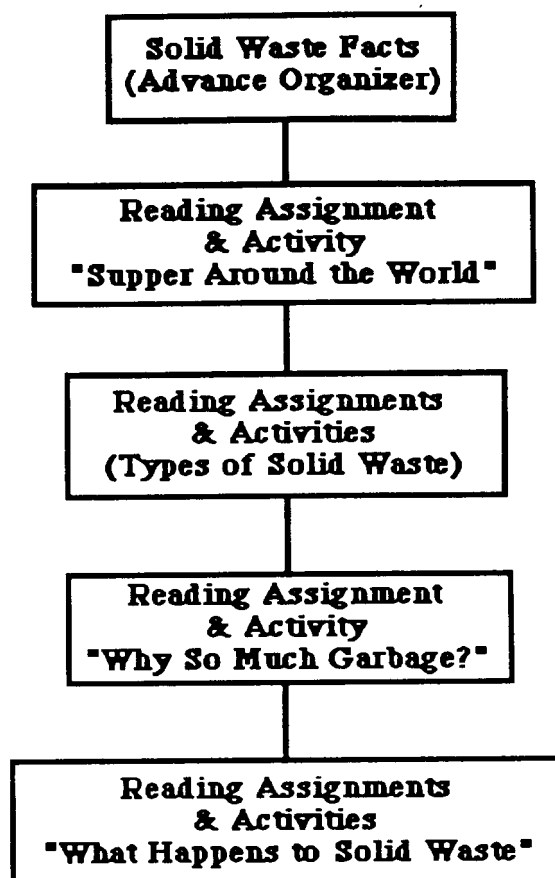 Solid Waste Facts
(Advance Organizer)
Reading Assignment
& Activity
"Supper Around the World"
Reading Assignments
& Activities
(Types of Solid Waste)
Reading Assignment
& Activity
"Why So Much Garbage?"
Reading Assignments
& Activities
"What Happens to Solid Waste"